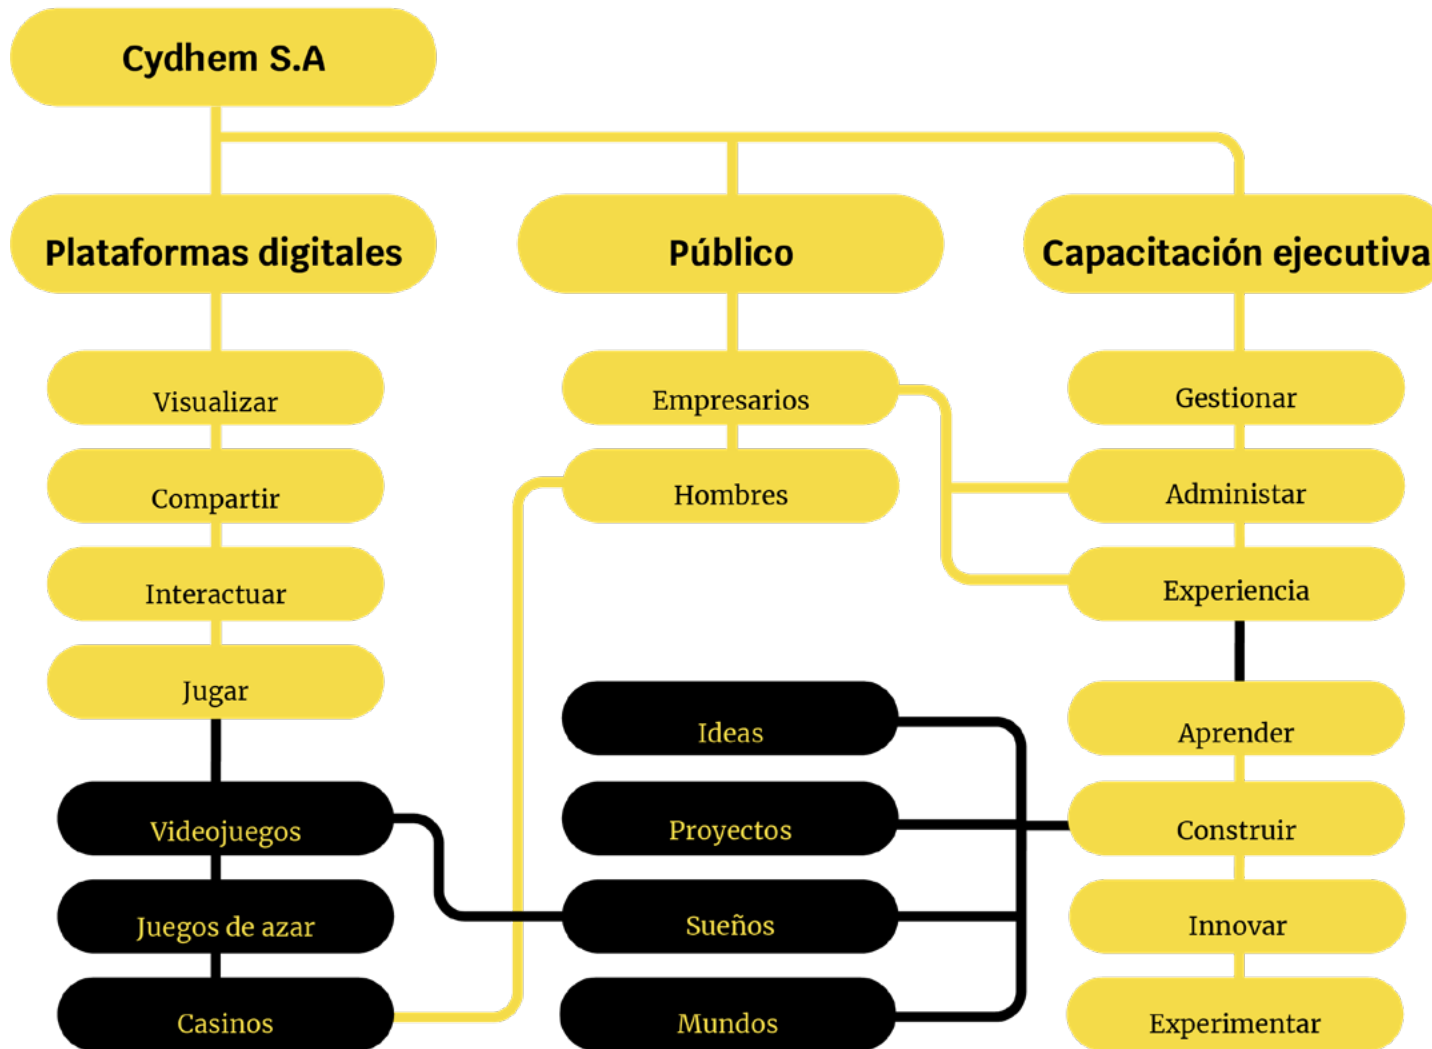 Cydhem S.A
Plataformas digitales
Público
Capacitación ejecutiva
Visualizar
Compartir
Interactuar
Jugar
Videojuegos
Juegos de azar
Casinos
Empresarios
Hombres
Ideas
Proyectos
Sueños
Mundos
Gestionar
Administar
Experiencia
Aprender
Construir
Innovar
Experimentar